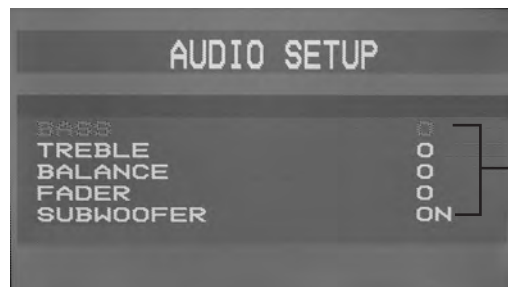 AUDIO SETUP
BASS 0
TREBLE 0
BALANCE 0
FADER 0
SUBWOOFER ON